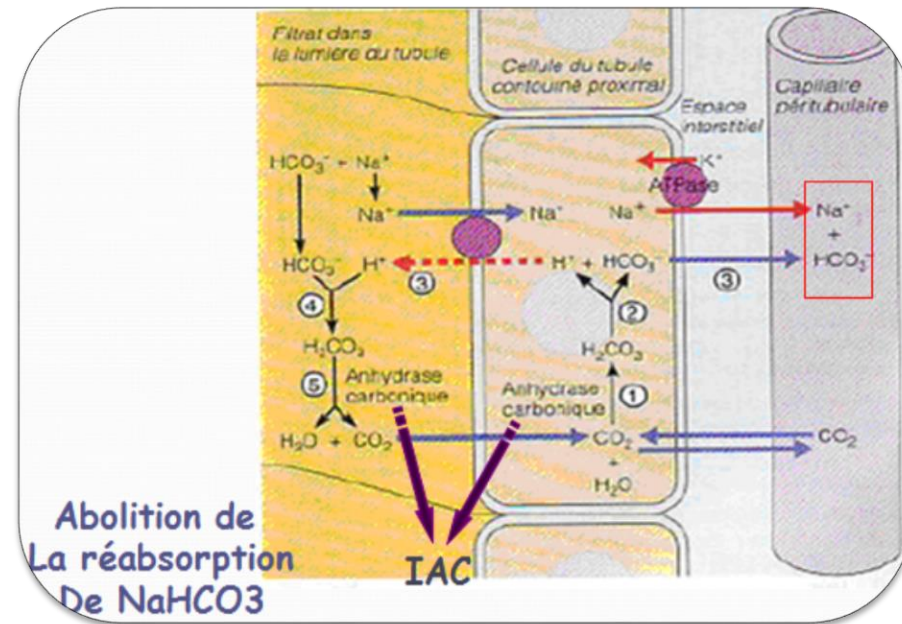 Filtrat dans
la lumière du tubule
Cellule du tubule
contourné proximal
Espace
interstitiel
Capillaire
péritubulaire
HCO₃⁻ + Na⁺
K⁺
ATPase
Na⁺
Na⁺
Na⁺
Na⁺
+
HCO₃⁻
HCO₃⁻ H⁺
③
H⁺ + HCO₃⁻
③
④
②
H₂CO₃
H₂CO₃
⑤
Anhydrase
carbonique
Anhydrase
carbonique
①
H₂O + CO₂
CO₂
+
H₂O
CO₂
Abolition de
La réabsorption
De NaHCO3
IAC